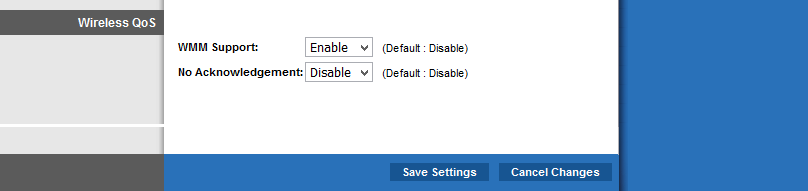 Wireless QoS
WMM Support: Enable (Default : Disable)
No Acknowledgement: Disable (Default : Disable)
Save Settings Cancel Changes